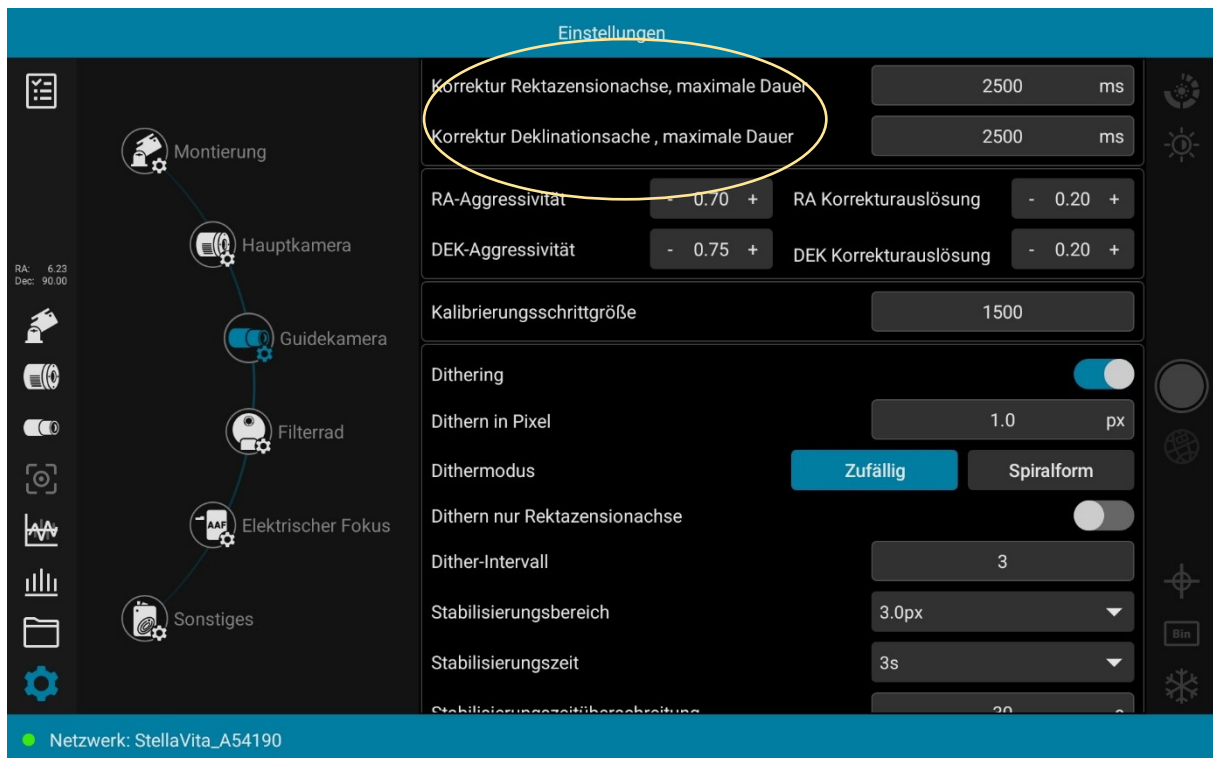 Einstellungen
Korrektur Rektazensionachse, maximale Dauer 2500 ms
Korrektur Deklinationsache , maximale Dauer 2500 ms
Montierung
RA-Aggressivität - 0.70 + RA Korrekturauslösung - 0.20 +
Hauptkamera
DEK-Aggressivität - 0.75 + DEK Korrekturauslösung - 0.20 +
RA: 6.23
Dec: 90.00
Kalibrierungsschrittgröße 1500
Guidekamera
Dithering
Dithern in Pixel 1.0 px
Filterrad
Dithermodus Zufällig Spiralform
Dithern nur Rektazensionachse
AAF
Elektrischer Fokus
Dither-Intervall 3
Stabilisierungsbereich 3.0px
Sonstiges
Bin
Stabilisierungszeit 3s
Stabilisierungszeitüberschreitung 30 s
Netzwerk: StellaVita_A54190